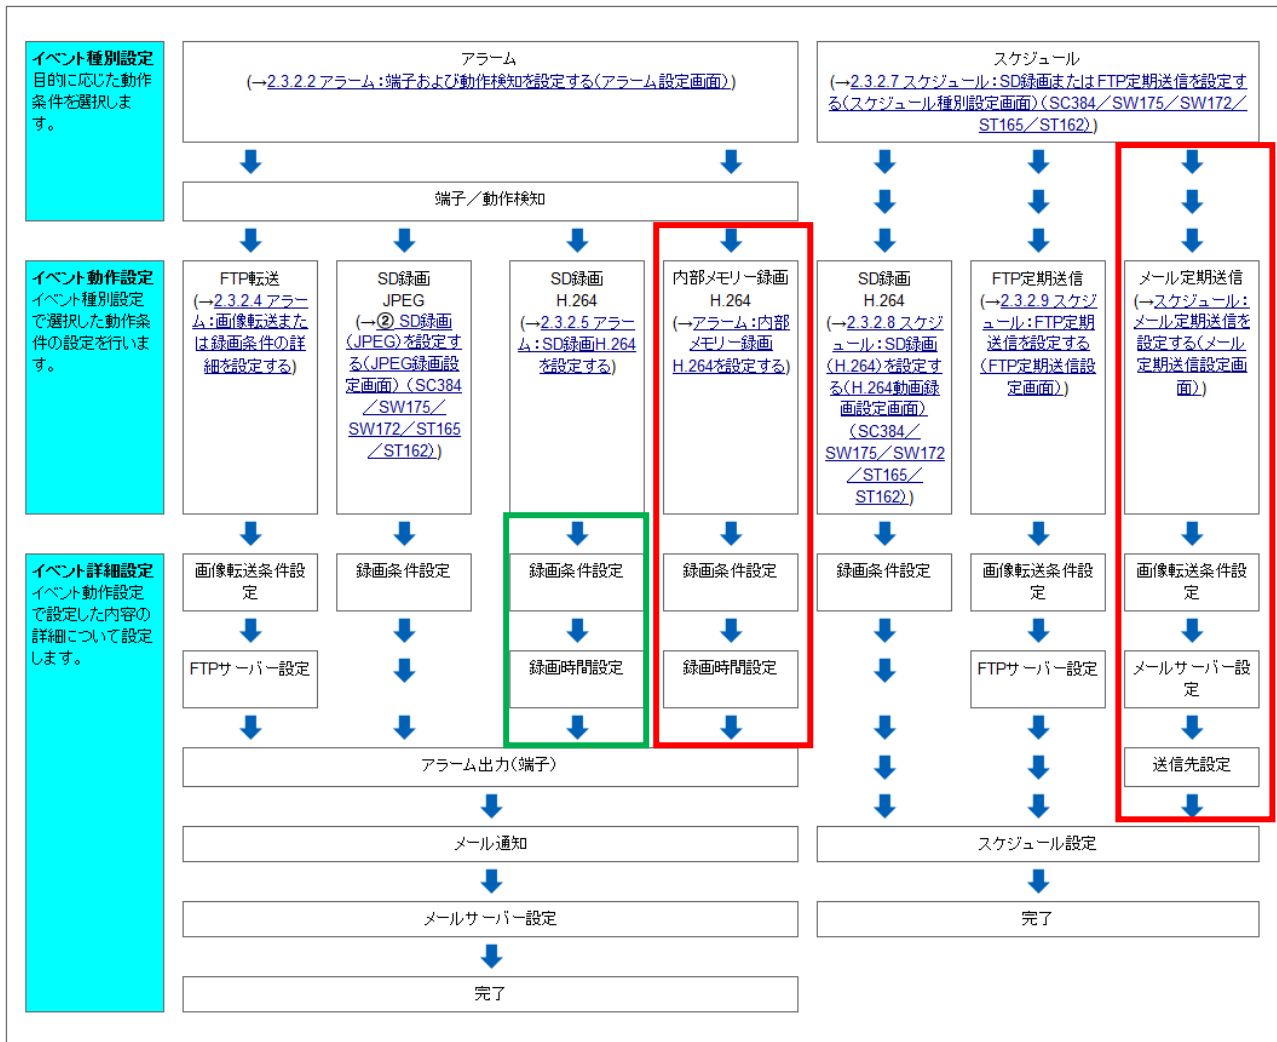 イベント種別設定
目的に応じた動作
条件を選択しま
す。
アラーム
(→2.3.2.2 アラーム：端子および動作検知を設定する(アラーム設定画面))
スケジュール
(→2.3.2.7 スケジュール：SD録画またはFTP定期送信を設定す
る(スケジュール種別設定画面)(SC384／SW175／SW172／
ST165／ST162))
端子／動作検知
イベント動作設定
イベント種別設定
で選択した動作条
件の設定を行いま
す。
FTP転送
(→2.3.2.4 アラー
ム：画像転送また
は録画条件の詳
細を設定する)
SD録画
JPEG
(→② SD録画
(JPEG)を設定す
る(JPEG録画設
定画面)(SC384
／SW175／
SW172／ST165
／ST162))
SD録画
H.264
(→2.3.2.5 アラー
ム：SD録画H.264
を設定する)
内部メモリー録画
H.264
(→アラーム：内部
メモリー録画
H.264を設定する)
SD録画
H.264
(→2.3.2.8 スケジ
ュール：SD録画
(H.264)を設定す
る(H.264動画録
画設定画面)
(SC384／
SW175／SW172
／ST165／
ST162))
FTP定期送信
(→2.3.2.9 スケジ
ュール：FTP定期
送信を設定する
(FTP定期送信設
定画面))
メール定期送信
(→スケジュール：
メール定期送信を
設定する(メール
定期送信設定画
面))
イベント詳細設定
イベント動作設定
で設定した内容の
詳細について設定
します。
画像転送条件設
定
録画条件設定
録画条件設定
録画条件設定
録画条件設定
画像転送条件設
定
画像転送条件設
定
FTPサーバー設定
録画時間設定
録画時間設定
FTPサーバー設定
メールサーバー設
定
アラーム出力(端子)
送信先設定
メール通知
スケジュール設定
メールサーバー設定
完了
完了